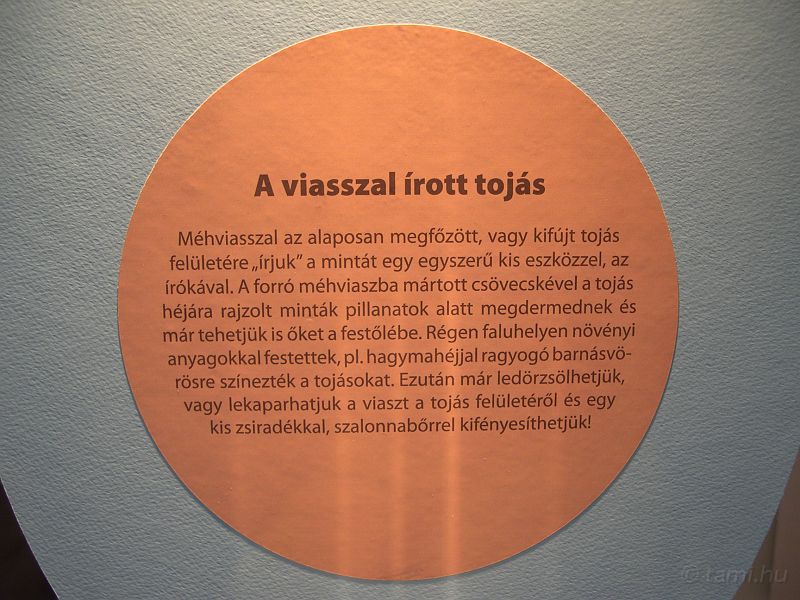 A viasszal írott tojás
Méhviasszal az alaposan megfőzött, vagy kifújt tojás
felületére „írjuk” a mintát egy egyszerű kis eszközzel, az
írókával. A forró méhviaszba mártott csövecskével a tojás
héjára rajzolt minták pillanatok alatt megdermednek és
már tehetjük is őket a festőlébe. Régen faluhelyen növényi
anyagokkal festettek, pl. hagymahéjjal ragyogó barnásvö-
rösre színezték a tojásokat. Ezután már ledörzsölhetjük,
vagy lekaparhatjuk a viaszt a tojás felületéről és egy
kis zsiradékkal, szalonnabőrrel kifényesíthetjük!
© tami.hu